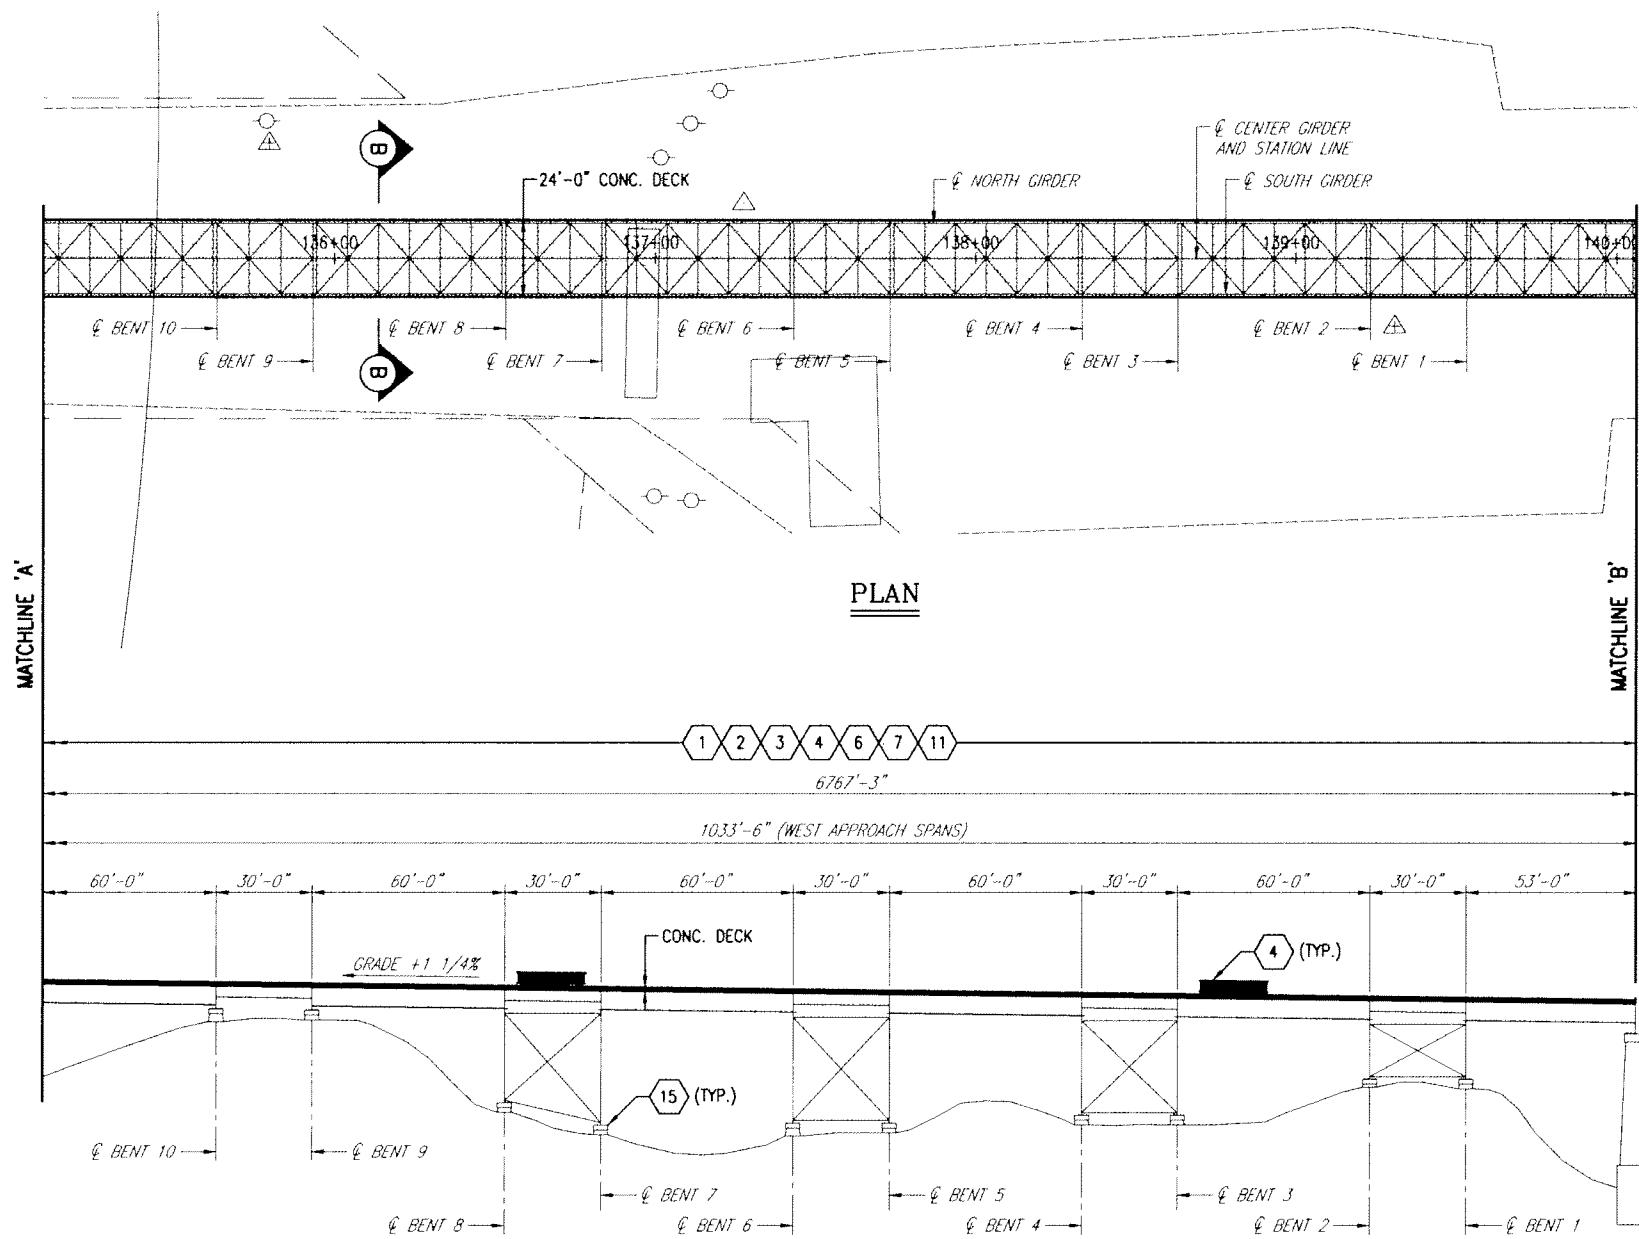 ℄ CENTER GIRDER
AND STATION LINE
24'-0" CONC. DECK
℄ NORTH GIRDER
℄ SOUTH GIRDER
B
136+00
137+00
138+00
139+00
140+00
℄ BENT 10
℄ BENT 8
℄ BENT 6
℄ BENT 4
℄ BENT 2
℄ BENT 9
B
℄ BENT 7
℄ BENT 5
℄ BENT 3
℄ BENT 1
MATCHLINE 'A'
PLAN
MATCHLINE 'B'
1 2 3 4 6 7 11
6767'-3"
1033'-6" (WEST APPROACH SPANS)
60'-0" 30'-0" 60'-0" 30'-0" 60'-0" 30'-0" 60'-0" 30'-0" 60'-0" 30'-0" 53'-0"
CONC. DECK
4 (TYP.)
GRADE +1 1/4%
15 (TYP.)
℄ BENT 10
℄ BENT 9
℄ BENT 7
℄ BENT 5
℄ BENT 3
℄ BENT 8
℄ BENT 6
℄ BENT 4
℄ BENT 2
℄ BENT 1